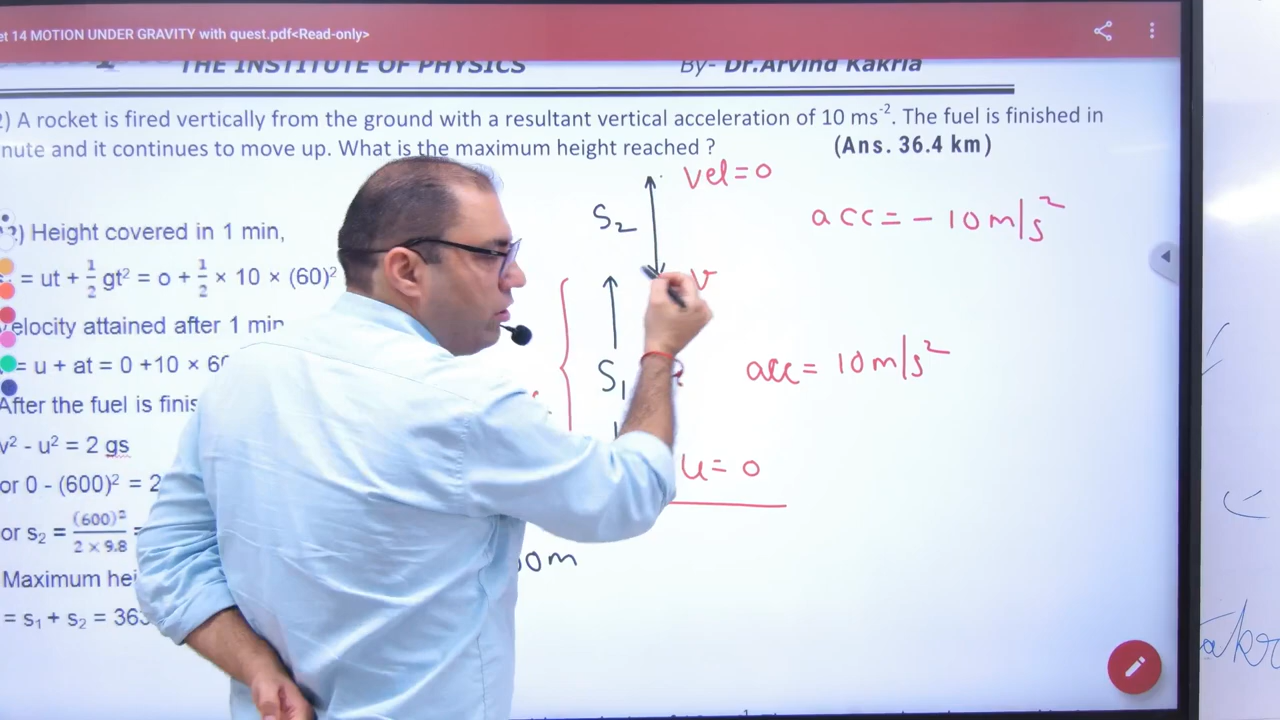 et 14 MOTION UNDER GRAVITY with quest.pdf<Read-only>
THE INSTITUTE OF PHYSICS By- Dr.Arvind Kakria
2) A rocket is fired vertically from the ground with a resultant vertical acceleration of 10 ms⁻². The fuel is finished in
nute and it continues to move up. What is the maximum height reached ? (Ans. 36.4 km)
vel = 0
S₂
acc = - 10 m/s²
2) Height covered in 1 min,
= ut + 1/2 gt² = o + 1/2 × 10 × (60)²
v
velocity attained after 1 min
= u + at = 0 +10 × 60
S₁
acc = 10 m/s²
After the fuel is finis
v² - u² = 2 gs
u = 0
or 0 - (600)² = 2
or s₂ = (600)² / 2 × 9.8 =
00m
Maximum hei
= s₁ + s₂ = 363